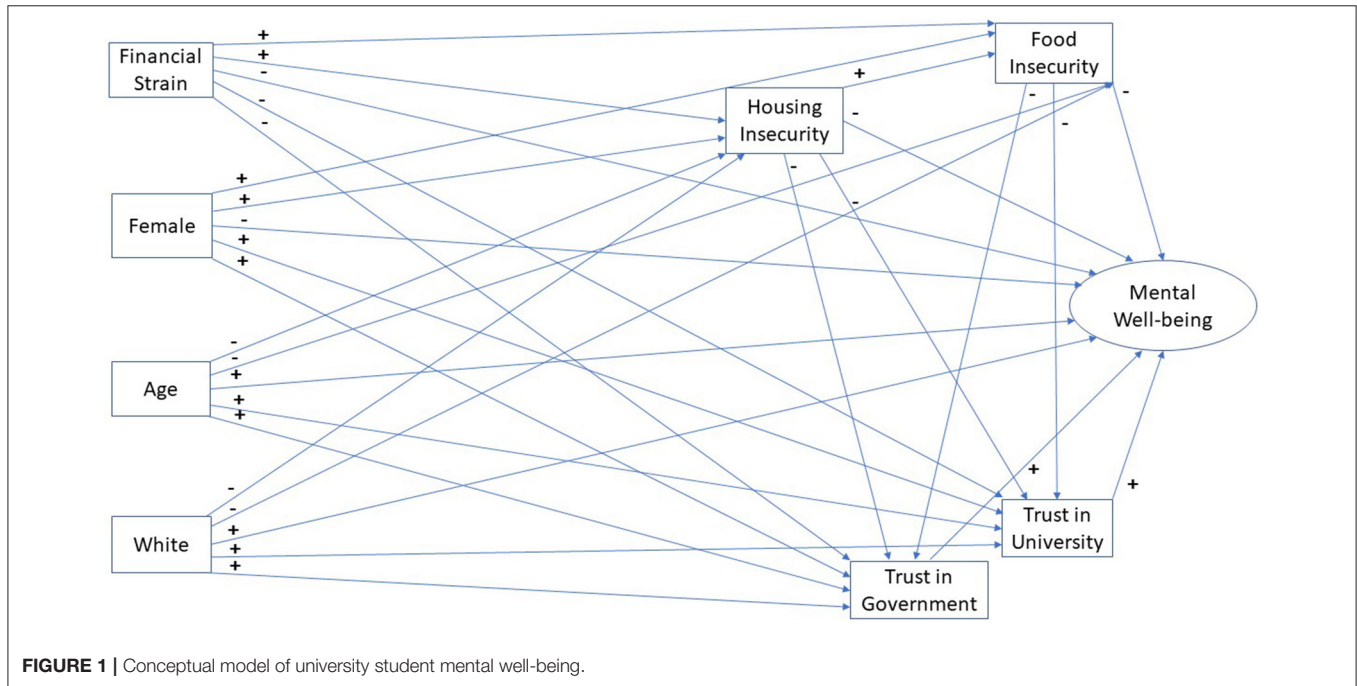 Financial
Strain
+
+
-
-
-
Female
+
+
-
+
+
Age
-
-
+
+
+
White
-
-
+
+
+
Housing
Insecurity
+
-
-
-
Food
Insecurity
-
-
-
Mental
Well-being
Trust in
University
+
Trust in
Government
+
FIGURE 1 | Conceptual model of university student mental well-being.